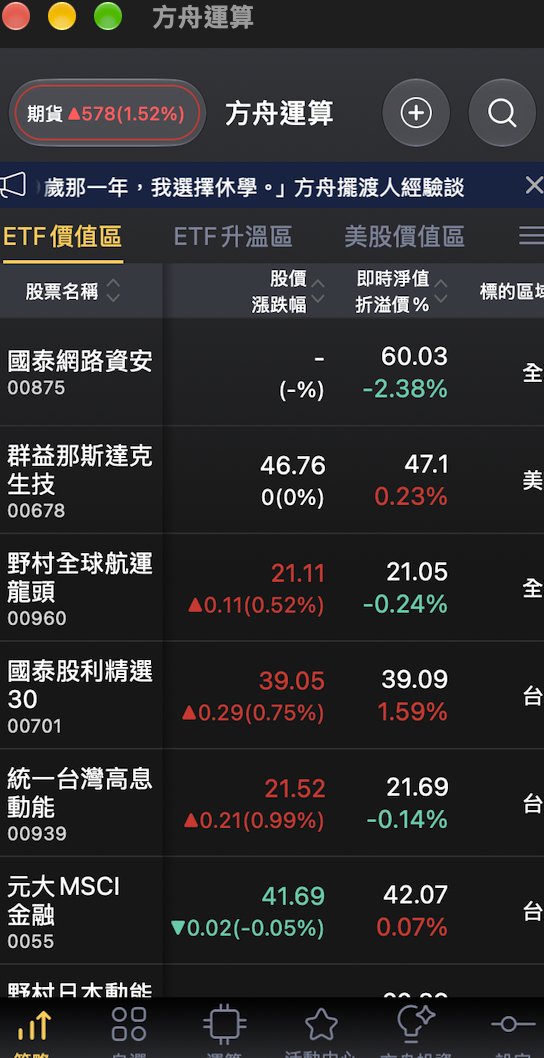 方舟運算
期貨 ▲578(1.52%)
方舟運算
歲那一年，我選擇休學。」方舟擺渡人經驗談
ETF價值區 ETF升溫區 美股價值區
股票名稱 股價 即時淨值 標的區域
漲跌幅 折溢價%
國泰網路資安 - 60.03 全
00875 (-%) -2.38%
群益那斯達克 46.76 47.1 美
生技 0(0%) 0.23%
00678
野村全球航運 21.11 21.05 全
龍頭 ▲0.11(0.52%) -0.24%
00960
國泰股利精選 39.05 39.09 台
30 ▲0.29(0.75%) 1.59%
00701
統一台灣高息 21.52 21.69 台
動能 ▲0.21(0.99%) -0.14%
00939
元大MSCI 41.69 42.07 台
金融 ▼0.02(-0.05%) 0.07%
0055
野村日本動能